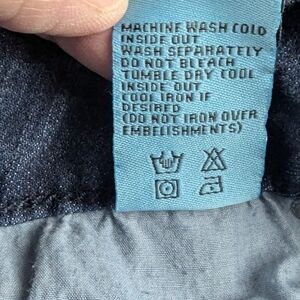 MACHINE WASH COLD
INSIDE OUT
WASH SEPARATELY
DO NOT BLEACH
TUMBLE DRY COOL
INSIDE OUT
COOL IRON IF
DESIRED
(DO NOT IRON OVER
EMBELISHMENTS)